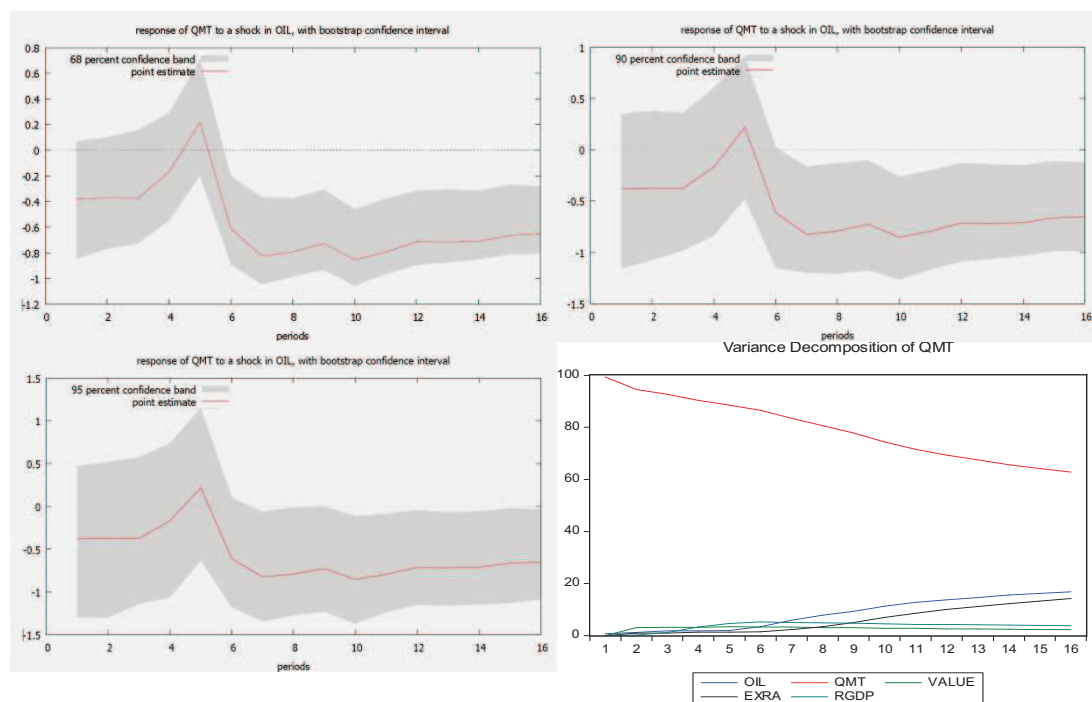 response of QMT to a shock in OIL, with bootstrap confidence interval
68 percent confidence band
point estimate
0.8
0.6
0.4
0.2
0
-0.2
-0.4
-0.6
-0.8
-1
-1.2
0 2 4 6 8 10 12 14 16
periods
response of QMT to a shock in OIL, with bootstrap confidence interval
90 percent confidence band
point estimate
1
0.5
0
-0.5
-1
-1.5
0 2 4 6 8 10 12 14 16
periods
response of QMT to a shock in OIL, with bootstrap confidence interval
95 percent confidence band
point estimate
1.5
1
0.5
0
-0.5
-1
-1.5
0 2 4 6 8 10 12 14 16
periods
Variance Decomposition of QMT
100
80
60
40
20
0
1 2 3 4 5 6 7 8 9 10 11 12 13 14 15 16
OIL QMT VALUE
EXRA RGDP